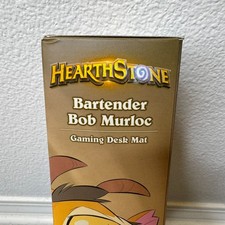 HEARTHSTONE
Bartender
Bob Murloc
Gaming Desk Mat